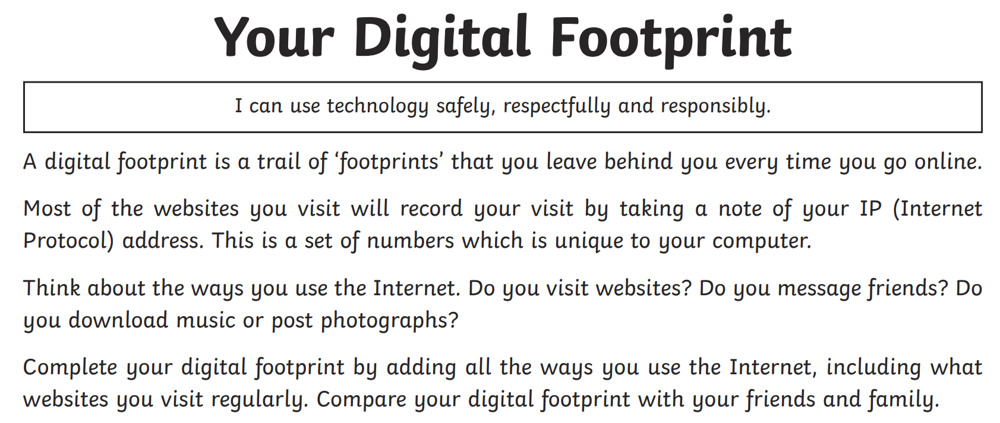 Your Digital Footprint
I can use technology safely, respectfully and responsibly.
A digital footprint is a trail of ‘footprints’ that you leave behind you every time you go online.
Most of the websites you visit will record your visit by taking a note of your IP (Internet
Protocol) address. This is a set of numbers which is unique to your computer.
Think about the ways you use the Internet. Do you visit websites? Do you message friends? Do
you download music or post photographs?
Complete your digital footprint by adding all the ways you use the Internet, including what
websites you visit regularly. Compare your digital footprint with your friends and family.